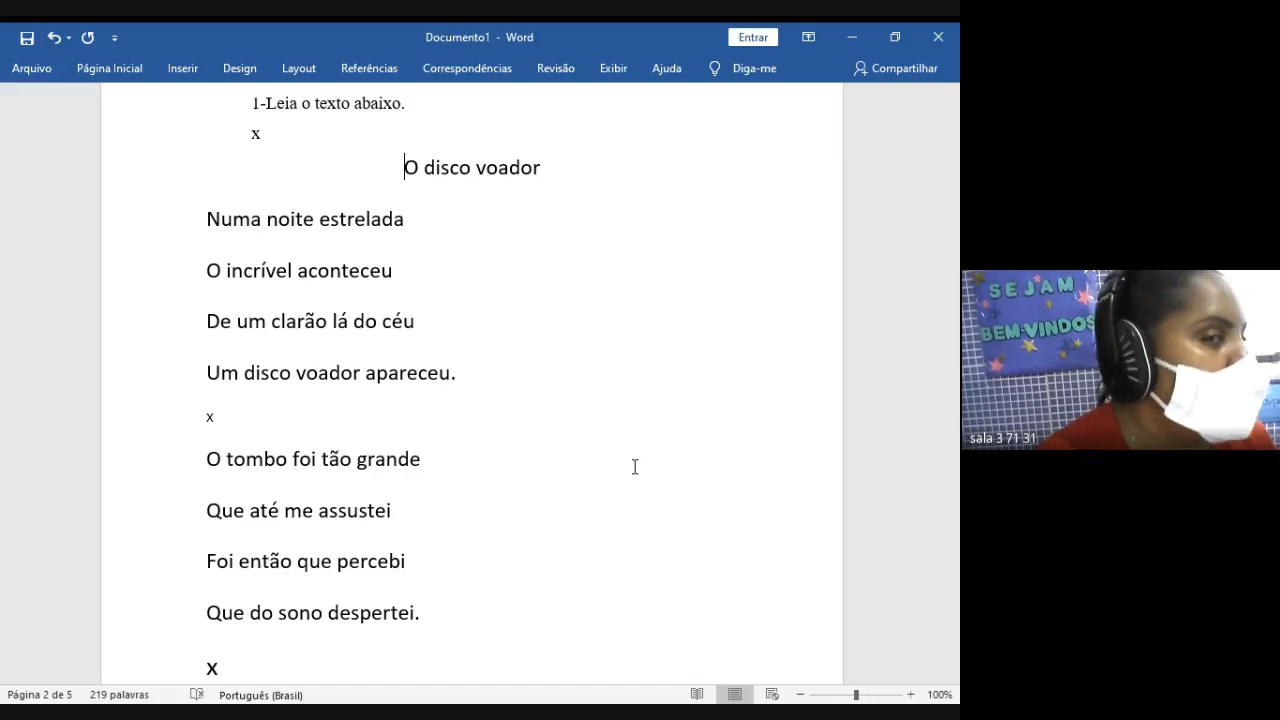 Documento1 - Word
Entrar
Arquivo Página Inicial Inserir Design Layout Referências Correspondências Revisão Exibir Ajuda Diga-me Compartilhar
1-Leia o texto abaixo.
x
O disco voador
Numa noite estrelada
O incrível aconteceu
De um clarão lá do céu
Um disco voador apareceu.
x
O tombo foi tão grande
Que até me assustei
Foi então que percebi
Que do sono despertei.
X
Página 2 de 5 219 palavras Português (Brasil) 100%
SEJAM
BEM-VINDOS
sala 3 71 31